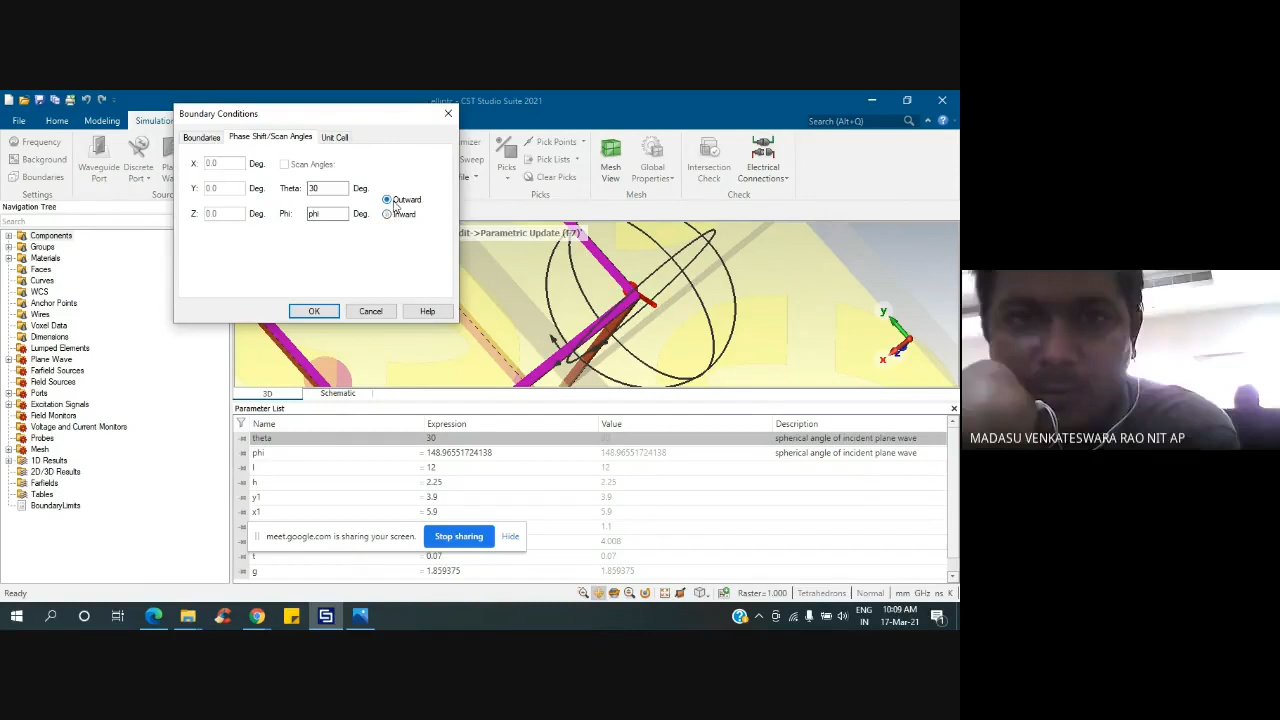 elliptic - CST Studio Suite 2021
File Home Modeling Simulation
Search (Alt+Q)
Boundary Conditions
Boundaries Phase Shift/Scan Angles Unit Cell
X: 0.0 Deg. Scan Angles:
Y: 0.0 Deg. Theta: 30 Deg.
Outward
Z: 0.0 Deg. Phi: phi Deg. Inward
OK Cancel Help
Frequency
Background
Boundaries
Settings
Waveguide
Port
Discrete
Port
Picks
Pick Points
Pick Lists
Clear Picks
Picks
Mesh
View
Global
Properties
Mesh
Intersection
Check
Electrical
Connections
Check
Navigation Tree
Search
Components
Groups
Materials
Faces
Curves
WCS
Anchor Points
Wires
Voxel Data
Dimensions
Lumped Elements
Plane Wave
Farfield Sources
Field Sources
Ports
Excitation Signals
Field Monitors
Voltage and Current Monitors
Probes
Mesh
1D Results
2D/3D Results
Farfields
Tables
BoundaryLimits
dit->Parametric Update (F7)
y
x
z
3D Schematic
Parameter List
Name Expression Value Description
theta 30 30 spherical angle of incident plane wave
phi = 148.96551724138 148.96551724138 spherical angle of incident plane wave
l = 12 12
h = 2.25 2.25
y1 = 3.9 3.9
x1 = 5.9 5.9
1.1
4.008
t = 0.07 0.07
g = 1.859375 1.859375
meet.google.com is sharing your screen. Stop sharing Hide
Ready
Raster=1.000 Tetrahedrons Normal mm GHz ns K
ENG
IN
10:09 AM
17-Mar-21
1
MADASU VENKATESWARA RAO NIT AP